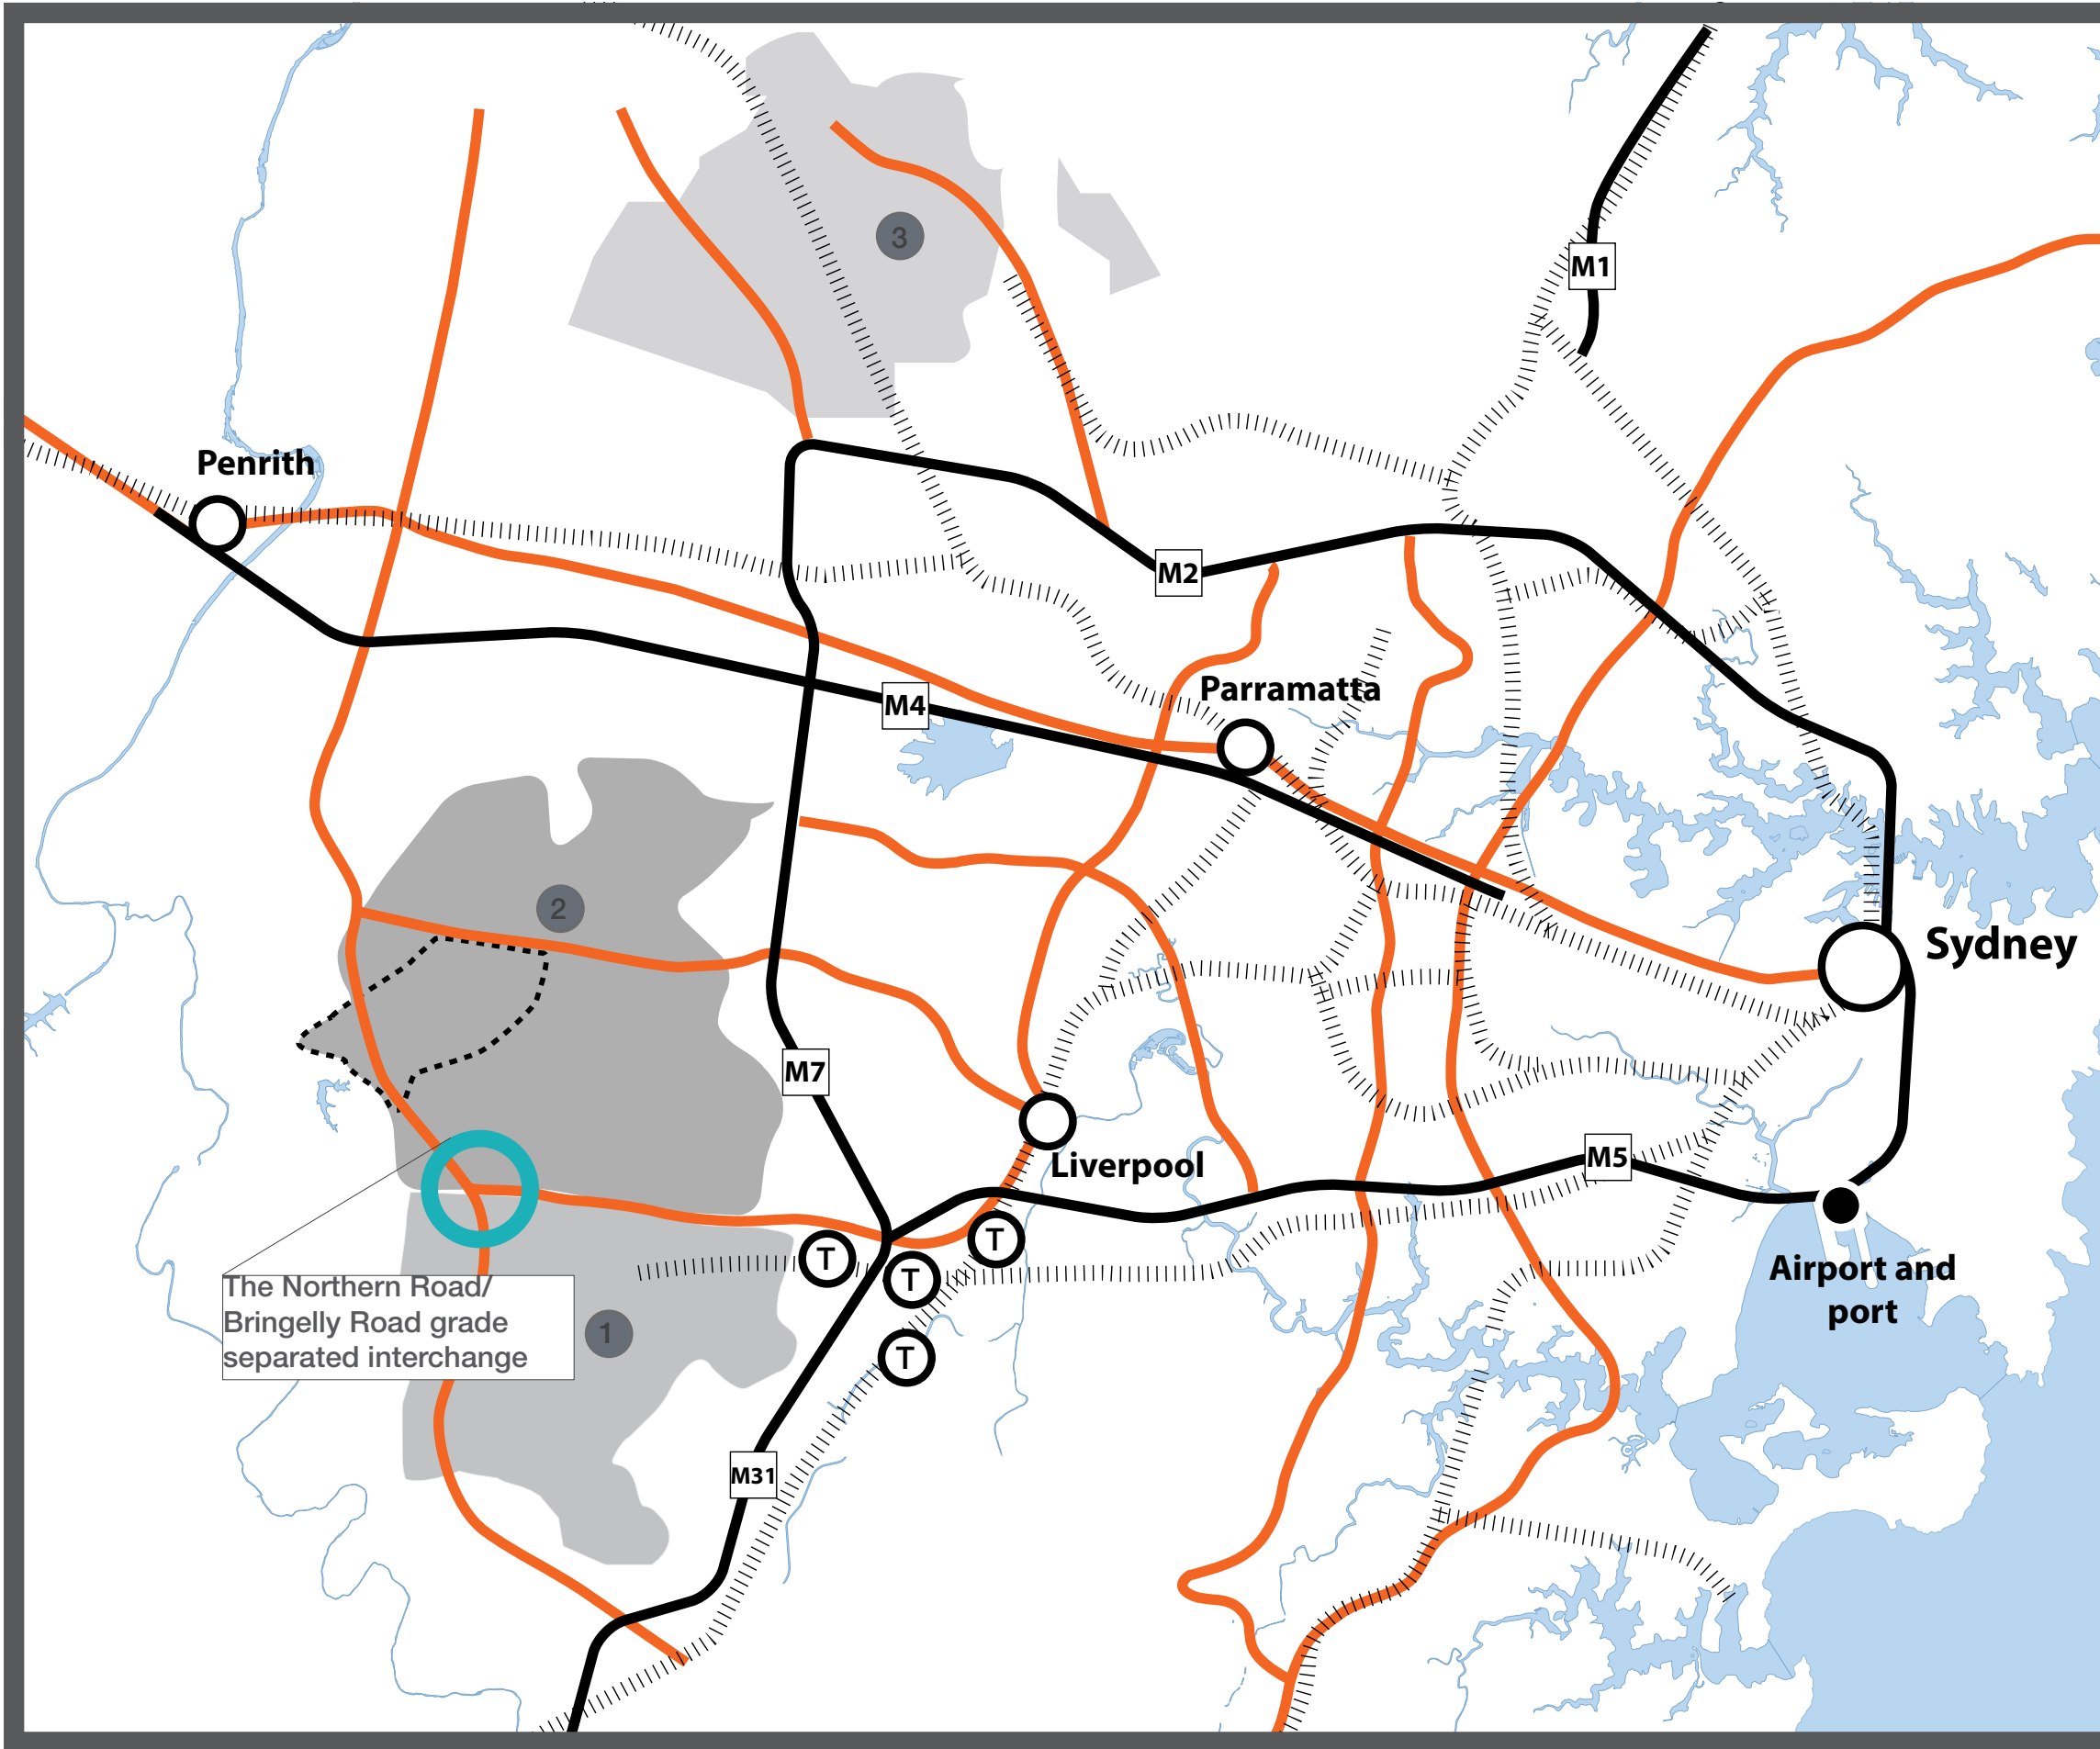 3
M1
Penrith
M2
Parramatta
M4
2
Sydney
M7
M5
Liverpool
T
T
T
Airport and
port
The Northern Road/
Bringelly Road grade
separated interchange
1
T
M31